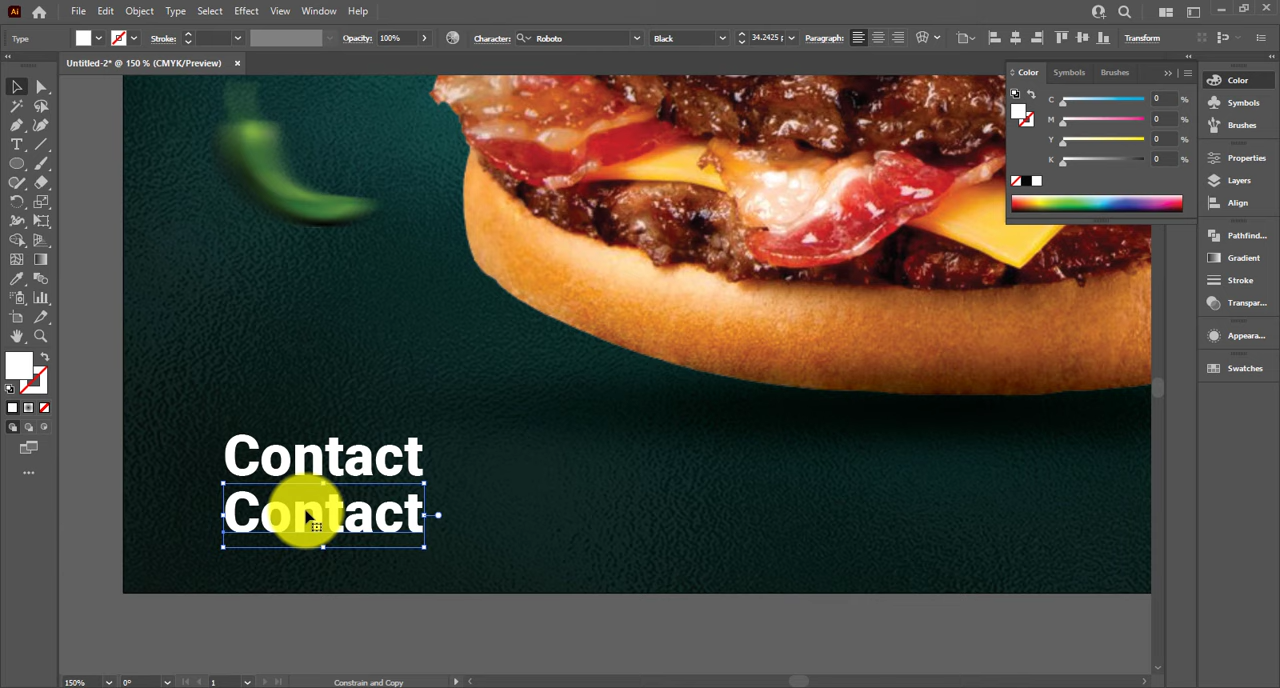 Ai File Edit Object Type Select Effect View Window Help
Type Stroke: Opacity: 100% Character: Roboto Black 34.2425 Paragraph: Transform
Untitled-2* @ 150 % (CMYK/Preview) ×
Color Symbols Brushes
C 0 %
M 0 %
Y 0 %
K 0 %
Color
Symbols
Brushes
Properties
Layers
Align
Pathfind...
Gradient
Stroke
Transpar...
Appeara...
Swatches
Contact
Contact
150% 0° 1 Constrain and Copy